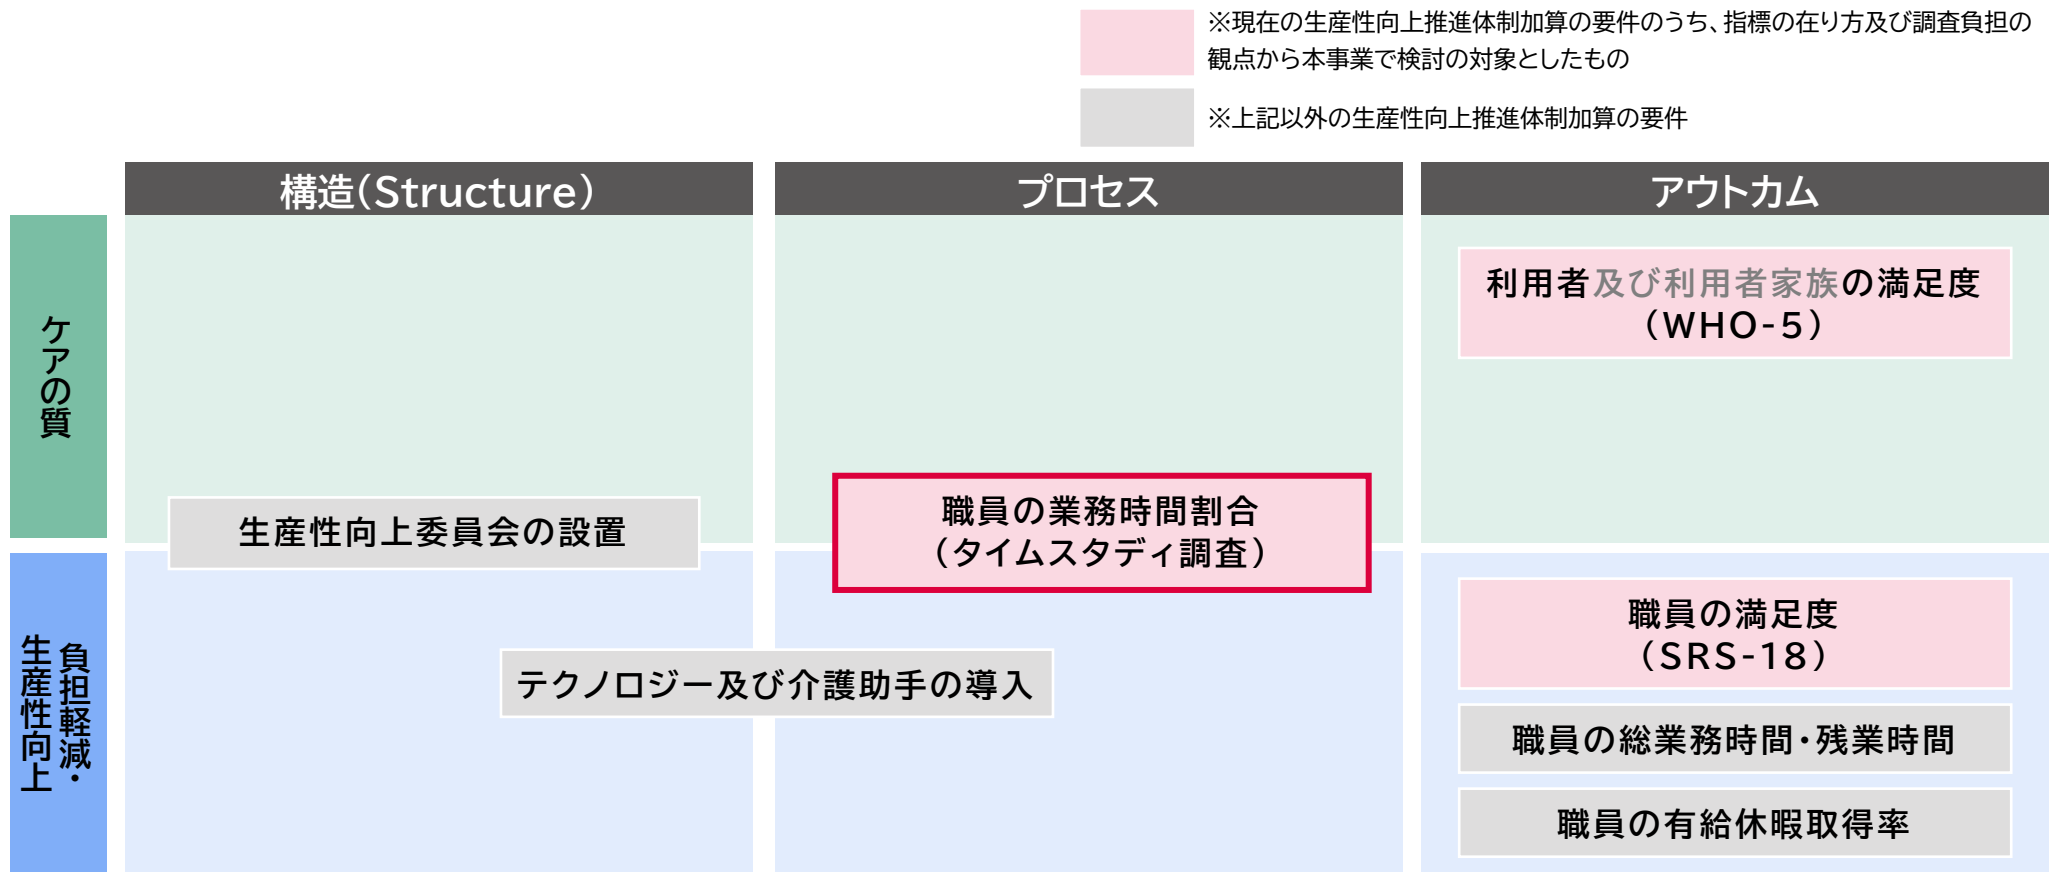 ※現在の生産性向上推進体制加算の要件のうち、指標の在り方及び調査負担の
観点から本事業で検討の対象としたもの
※上記以外の生産性向上推進体制加算の要件
構造(Structure)
プロセス
アウトカム
ケアの質
利用者及び利用者家族の満足度
(WHO-5)
生産性向上委員会の設置
職員の業務時間割合
(タイムスタディ調査)
負担軽減・
生産性向上
テクノロジー及び介護助手の導入
職員の満足度
(SRS-18)
職員の総業務時間・残業時間
職員の有給休暇取得率